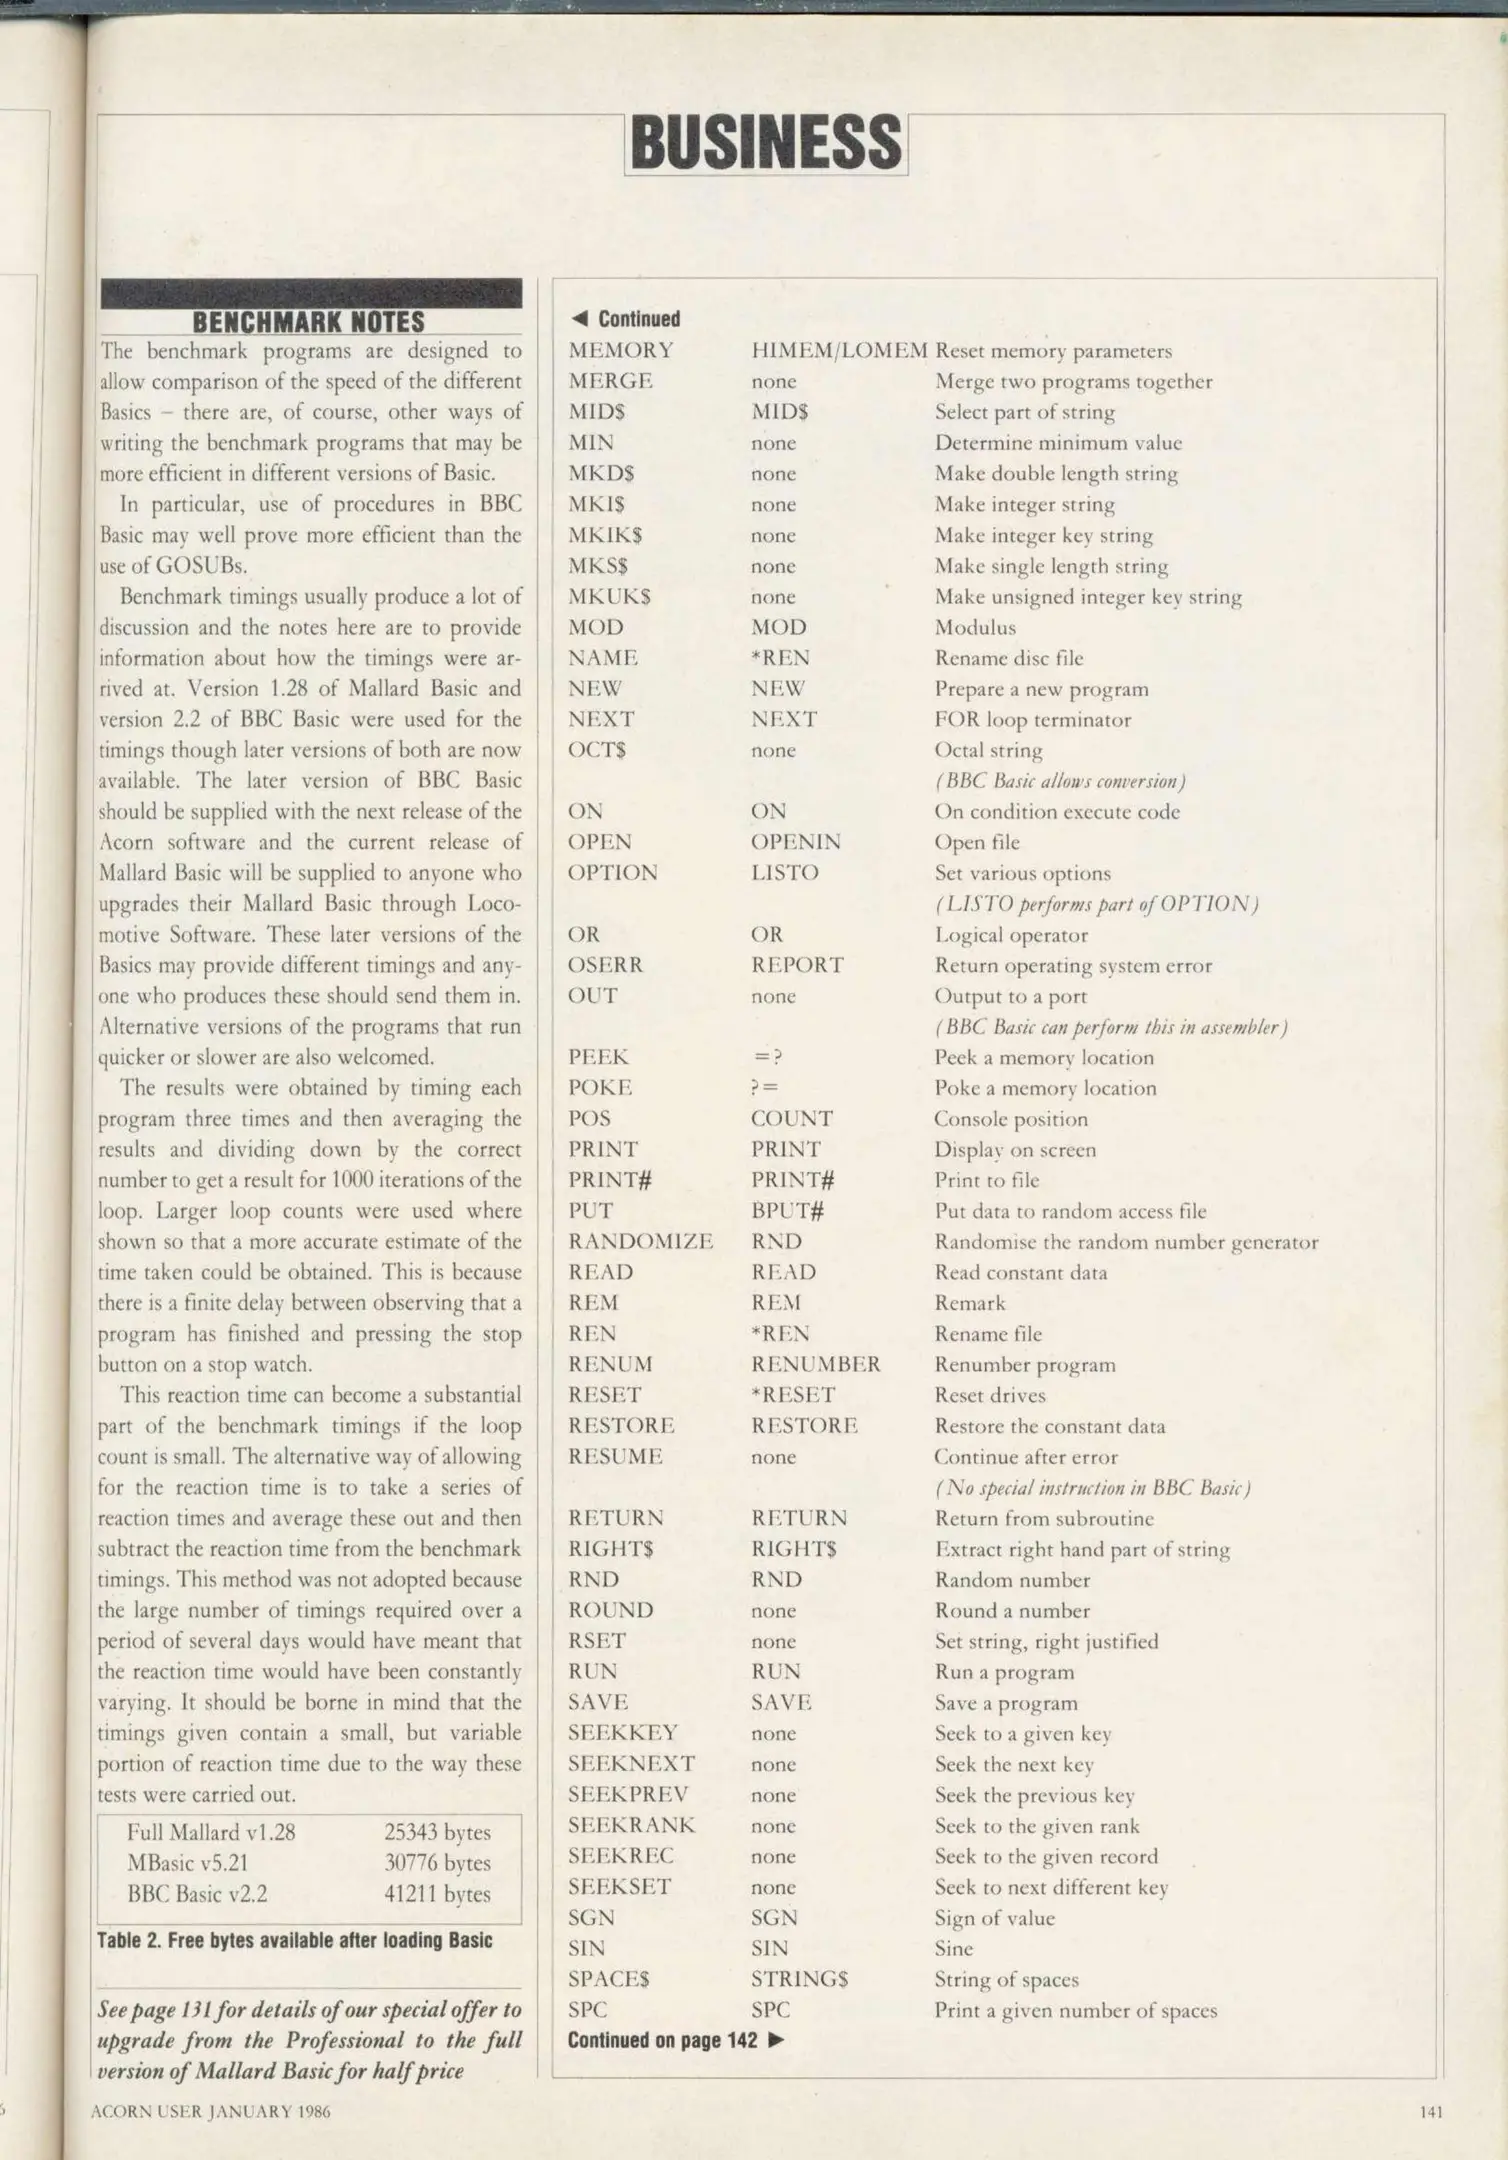 BUSINESS
BENCHMARK NOTES
The benchmark programs are designed to
allow comparison of the speed of the different
Basics – there are, of course, other ways of
writing the benchmark programs that may be
more efficient in different versions of Basic.
In particular, use of procedures in BBC
Basic may well prove more efficient than the
use of GOSUBs.
Benchmark timings usually produce a lot of
discussion and the notes here are to provide
information about how the timings were ar-
rived at. Version 1.28 of Mallard Basic and
version 2.2 of BBC Basic were used for the
timings though later versions of both are now
available. The later version of BBC Basic
should be supplied with the next release of the
Acorn software and the current release of
Mallard Basic will be supplied to anyone who
upgrades their Mallard Basic through Loco-
motive Software. These later versions of the
Basics may provide different timings and any-
one who produces these should send them in.
Alternative versions of the programs that run
quicker or slower are also welcomed.
The results were obtained by timing each
program three times and then averaging the
results and dividing down by the correct
number to get a result for 1000 iterations of the
loop. Larger loop counts were used where
shown so that a more accurate estimate of the
time taken could be obtained. This is because
there is a finite delay between observing that a
program has finished and pressing the stop
button on a stop watch.
This reaction time can become a substantial
part of the benchmark timings if the loop
count is small. The alternative way of allowing
for the reaction time is to take a series of
reaction times and average these out and then
subtract the reaction time from the benchmark
timings. This method was not adopted because
the large number of timings required over a
period of several days would have meant that
the reaction time would have been constantly
varying. It should be borne in mind that the
timings given contain a small, but variable
portion of reaction time due to the way these
tests were carried out.
Full Mallard v1.28 25343 bytes
MBasic v5.21 30776 bytes
BBC Basic v2.2 41211 bytes
Table 2. Free bytes available after loading Basic
See page 131 for details of our special offer to
upgrade from the Professional to the full
version of Mallard Basic for half price
◀ Continued
MEMORY HIMEM/LOMEM Reset memory parameters
MERGE none Merge two programs together
MID$ MID$ Select part of string
MIN none Determine minimum value
MKD$ none Make double length string
MKI$ none Make integer string
MKIK$ none Make integer key string
MKS$ none Make single length string
MKUK$ none Make unsigned integer key string
MOD MOD Modulus
NAME *REN Rename disc file
NEW NEW Prepare a new program
NEXT NEXT FOR loop terminator
OCT$ none Octal string
(BBC Basic allows conversion)
ON ON On condition execute code
OPEN OPENIN Open file
OPTION LISTO Set various options
(LISTO performs part of OPTION)
OR OR Logical operator
OSERR REPORT Return operating system error
OUT none Output to a port
(BBC Basic can perform this in assembler)
PEEK =? Peek a memory location
POKE ?= Poke a memory location
POS COUNT Console position
PRINT PRINT Display on screen
PRINT# PRINT# Print to file
PUT BPUT# Put data to random access file
RANDOMIZE RND Randomise the random number generator
READ READ Read constant data
REM REM Remark
REN *REN Rename file
RENUM RENUMBER Renumber program
RESET *RESET Reset drives
RESTORE RESTORE Restore the constant data
RESUME none Continue after error
(No special instruction in BBC Basic)
RETURN RETURN Return from subroutine
RIGHT$ RIGHT$ Extract right hand part of string
RND RND Random number
ROUND none Round a number
RSET none Set string, right justified
RUN RUN Run a program
SAVE SAVE Save a program
SEEKKEY none Seek to a given key
SEEKNEXT none Seek the next key
SEEKPREV none Seek the previous key
SEEKRANK none Seek to the given rank
SEEKREC none Seek to the given record
SEEKSET none Seek to next different key
SGN SGN Sign of value
SIN SIN Sine
SPACE$ STRING$ String of spaces
SPC SPC Print a given number of spaces
Continued on page 142 ▶
ACORN USER JANUARY 1986
141